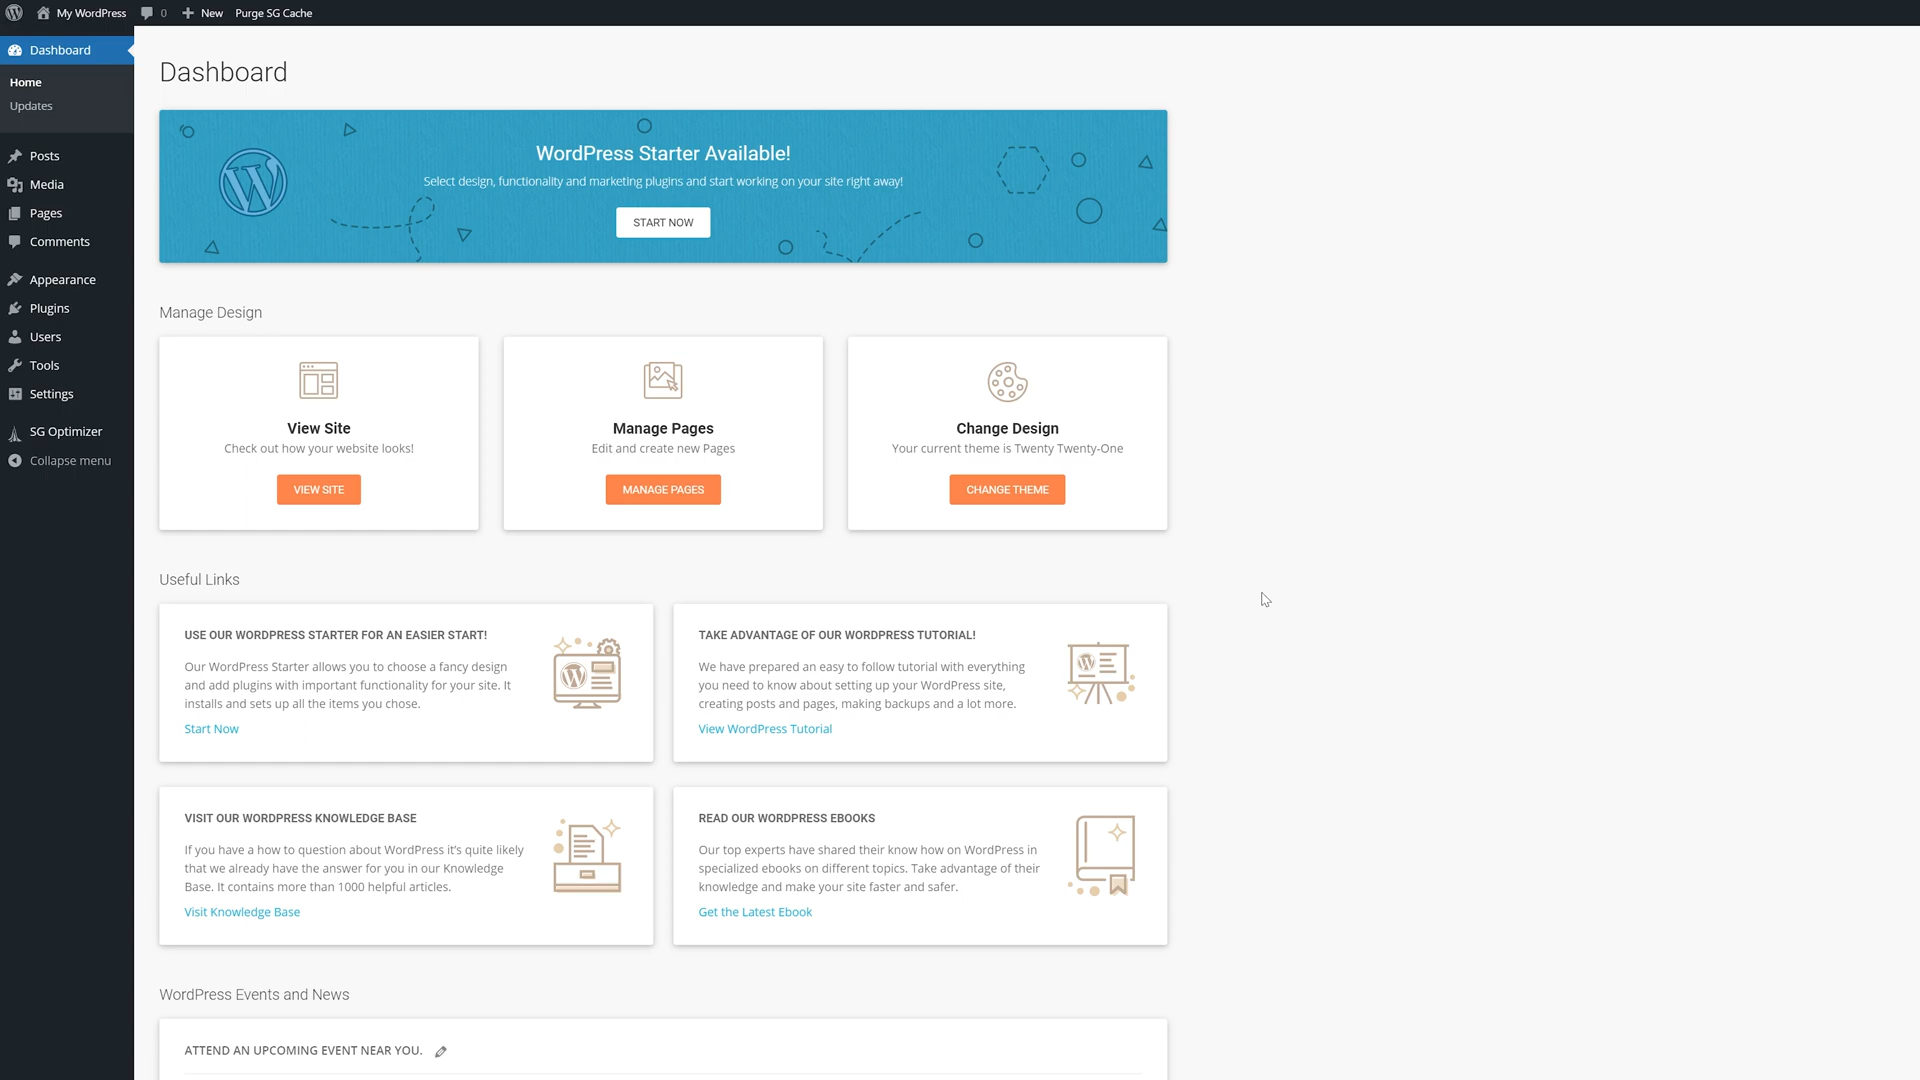 My WordPress 0 New Purge SG Cache
Dashboard
Home
Updates
Posts
Media
Pages
Comments
Appearance
Plugins
Users
Tools
Settings
SG Optimizer
Collapse menu
Dashboard
WordPress Starter Available!
Select design, functionality and marketing plugins and start working on your site right away!
START NOW
Manage Design
View Site
Check out how your website looks!
VIEW SITE
Manage Pages
Edit and create new Pages
MANAGE PAGES
Change Design
Your current theme is Twenty Twenty-One
CHANGE THEME
Useful Links
USE OUR WORDPRESS STARTER FOR AN EASIER START!
Our WordPress Starter allows you to choose a fancy design
and add plugins with important functionality for your site. It
installs and sets up all the items you chose.
Start Now
TAKE ADVANTAGE OF OUR WORDPRESS TUTORIAL!
We have prepared an easy to follow tutorial with everything
you need to know about setting up your WordPress site,
creating posts and pages, making backups and a lot more.
View WordPress Tutorial
VISIT OUR WORDPRESS KNOWLEDGE BASE
If you have a how to question about WordPress it's quite likely
that we already have the answer for you in our Knowledge
Base. It contains more than 1000 helpful articles.
Visit Knowledge Base
READ OUR WORDPRESS EBOOKS
Our top experts have shared their know how on WordPress in
specialized ebooks on different topics. Take advantage of their
knowledge and make your site faster and safer.
Get the Latest Ebook
WordPress Events and News
ATTEND AN UPCOMING EVENT NEAR YOU.